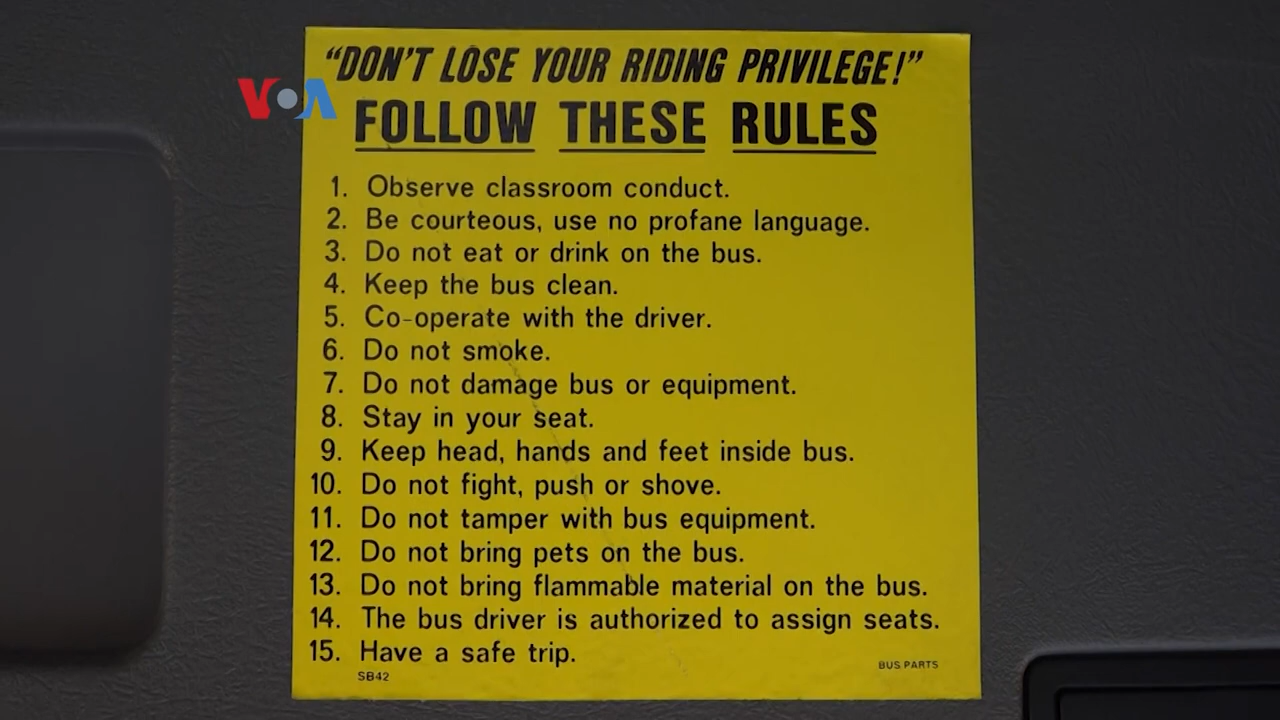 "DON'T LOSE YOUR RIDING PRIVILEGE!"
VOA
FOLLOW THESE RULES
1. Observe classroom conduct.
2. Be courteous, use no profane language.
3. Do not eat or drink on the bus.
4. Keep the bus clean.
5. Co-operate with the driver.
6. Do not smoke.
7. Do not damage bus or equipment.
8. Stay in your seat.
9. Keep head, hands and feet inside bus.
10. Do not fight, push or shove.
11. Do not tamper with bus equipment.
12. Do not bring pets on the bus.
13. Do not bring flammable material on the bus.
14. The bus driver is authorized to assign seats.
15. Have a safe trip.
SB42
BUS PARTS